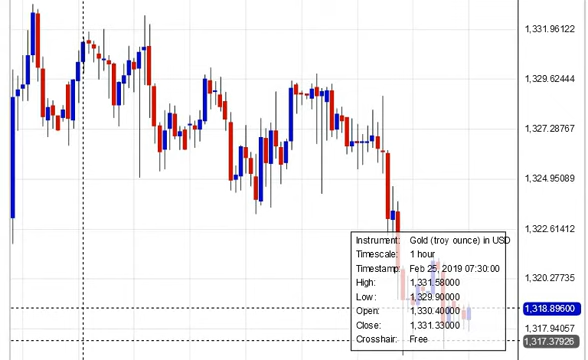 1,331.96122
1,329.62444
1,327.28767
1,324.95089
1,322.61412
1,320.27734
1,318.89600
1,317.94057
1,317.37926
Instrument: Gold (troy ounce) in USD
Timescale: 1 hour
Timestamp: Feb 25, 2019 07:30:00
High: 1,331.58000
Low: 1,329.90000
Open: 1,330.40000
Close: 1,331.33000
Crosshair: Free